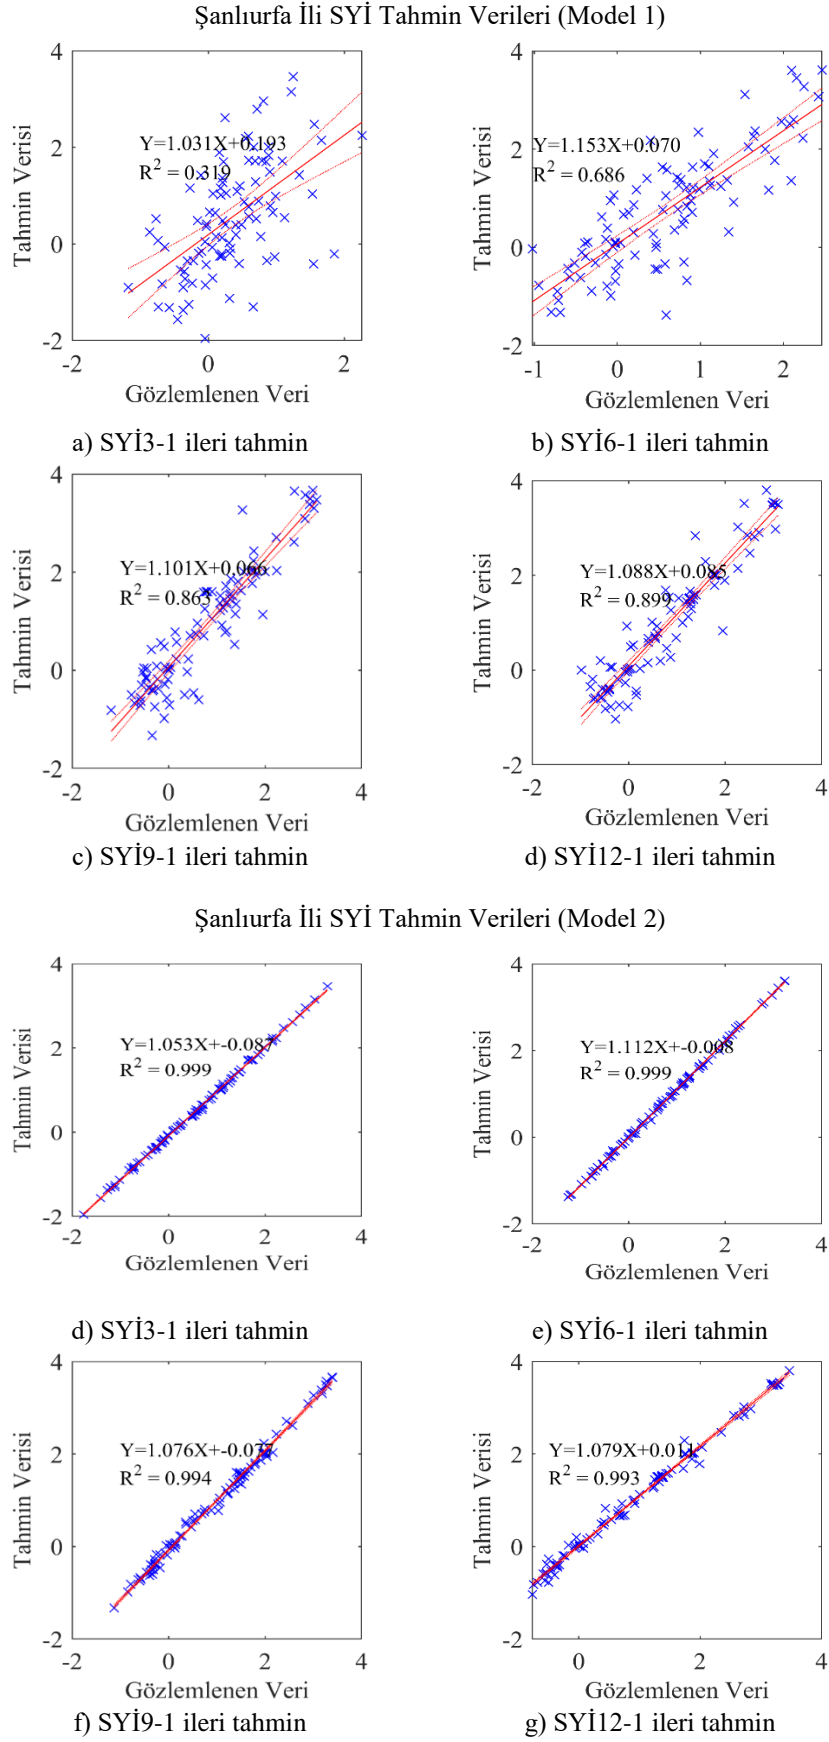 Şanlıurfa İli SYİ Tahmin Verileri (Model 1)
4
2
0
-2
-2
0
2
Tahmin Verisi
Y=1.031X+0.193
R² = 0.319
Gözlemlenen Veri
a) SYİ3-1 ileri tahmin
4
2
0
-2
-1
0
1
2
Tahmin Verisi
Y=1.153X+0.070
R² = 0.686
Gözlemlenen Veri
b) SYİ6-1 ileri tahmin
4
2
0
-2
-2
0
2
4
Tahmin Verisi
Y=1.101X+0.066
R² = 0.863
Gözlemlenen Veri
c) SYİ9-1 ileri tahmin
4
2
0
-2
-2
0
2
4
Tahmin Verisi
Y=1.088X+0.085
R² = 0.899
Gözlemlenen Veri
d) SYİ12-1 ileri tahmin
Şanlıurfa İli SYİ Tahmin Verileri (Model 2)
4
2
0
-2
-2
0
2
4
Tahmin Verisi
Y=1.053X+-0.087
R² = 0.999
Gözlemlenen Veri
d) SYİ3-1 ileri tahmin
4
2
0
-2
-2
0
2
4
Tahmin Verisi
Y=1.112X+-0.008
R² = 0.999
Gözlemlenen Veri
e) SYİ6-1 ileri tahmin
4
2
0
-2
-2
0
2
4
Tahmin Verisi
Y=1.076X+-0.077
R² = 0.994
Gözlemlenen Veri
f) SYİ9-1 ileri tahmin
4
2
0
-2
0
2
4
Tahmin Verisi
Y=1.079X+0.011
R² = 0.993
Gözlemlenen Veri
g) SYİ12-1 ileri tahmin